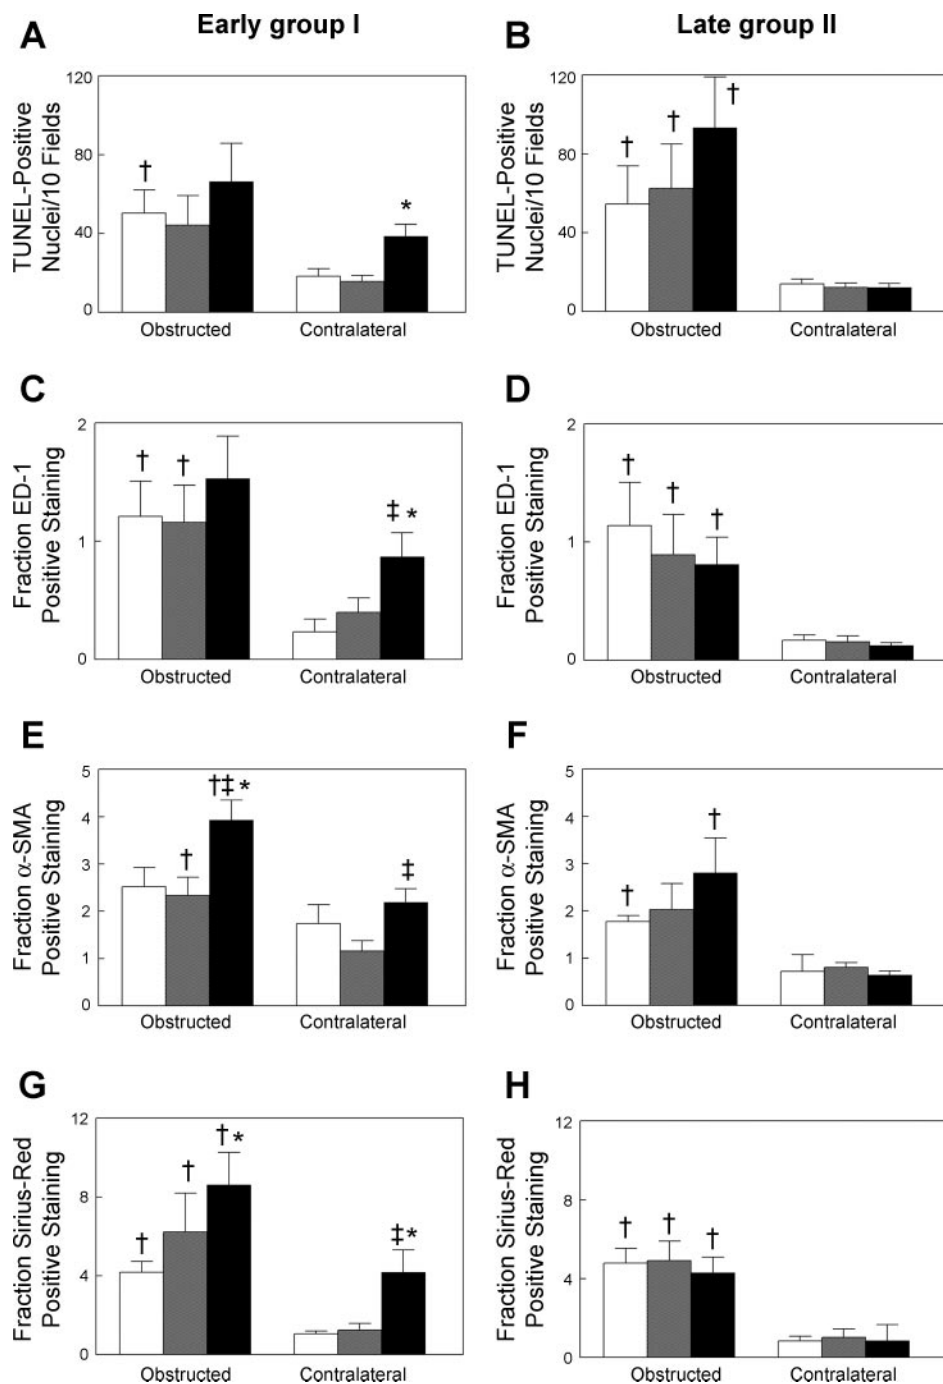 Early group I
Late group II
A
TUNEL-Positive
Nuclei/10 Fields
120
80
40
0
†
*
Obstructed
Contralateral
B
TUNEL-Positive
Nuclei/10 Fields
120
80
40
0
†
†
†
Obstructed
Contralateral
C
Fraction ED-1
Positive Staining
2
1
0
†
†
‡ *
Obstructed
Contralateral
D
Fraction ED-1
Positive Staining
2
1
0
†
†
†
Obstructed
Contralateral
E
Fraction α-SMA
Positive Staining
5
4
3
2
1
0
†
†‡*
‡
Obstructed
Contralateral
F
Fraction α-SMA
Positive Staining
5
4
3
2
1
0
†
†
Obstructed
Contralateral
G
Fraction Sirius-Red
Positive Staining
12
8
4
0
†
†
†*
‡*
Obstructed
Contralateral
H
Fraction Sirius-Red
Positive Staining
12
8
4
0
†
†
†
Obstructed
Contralateral